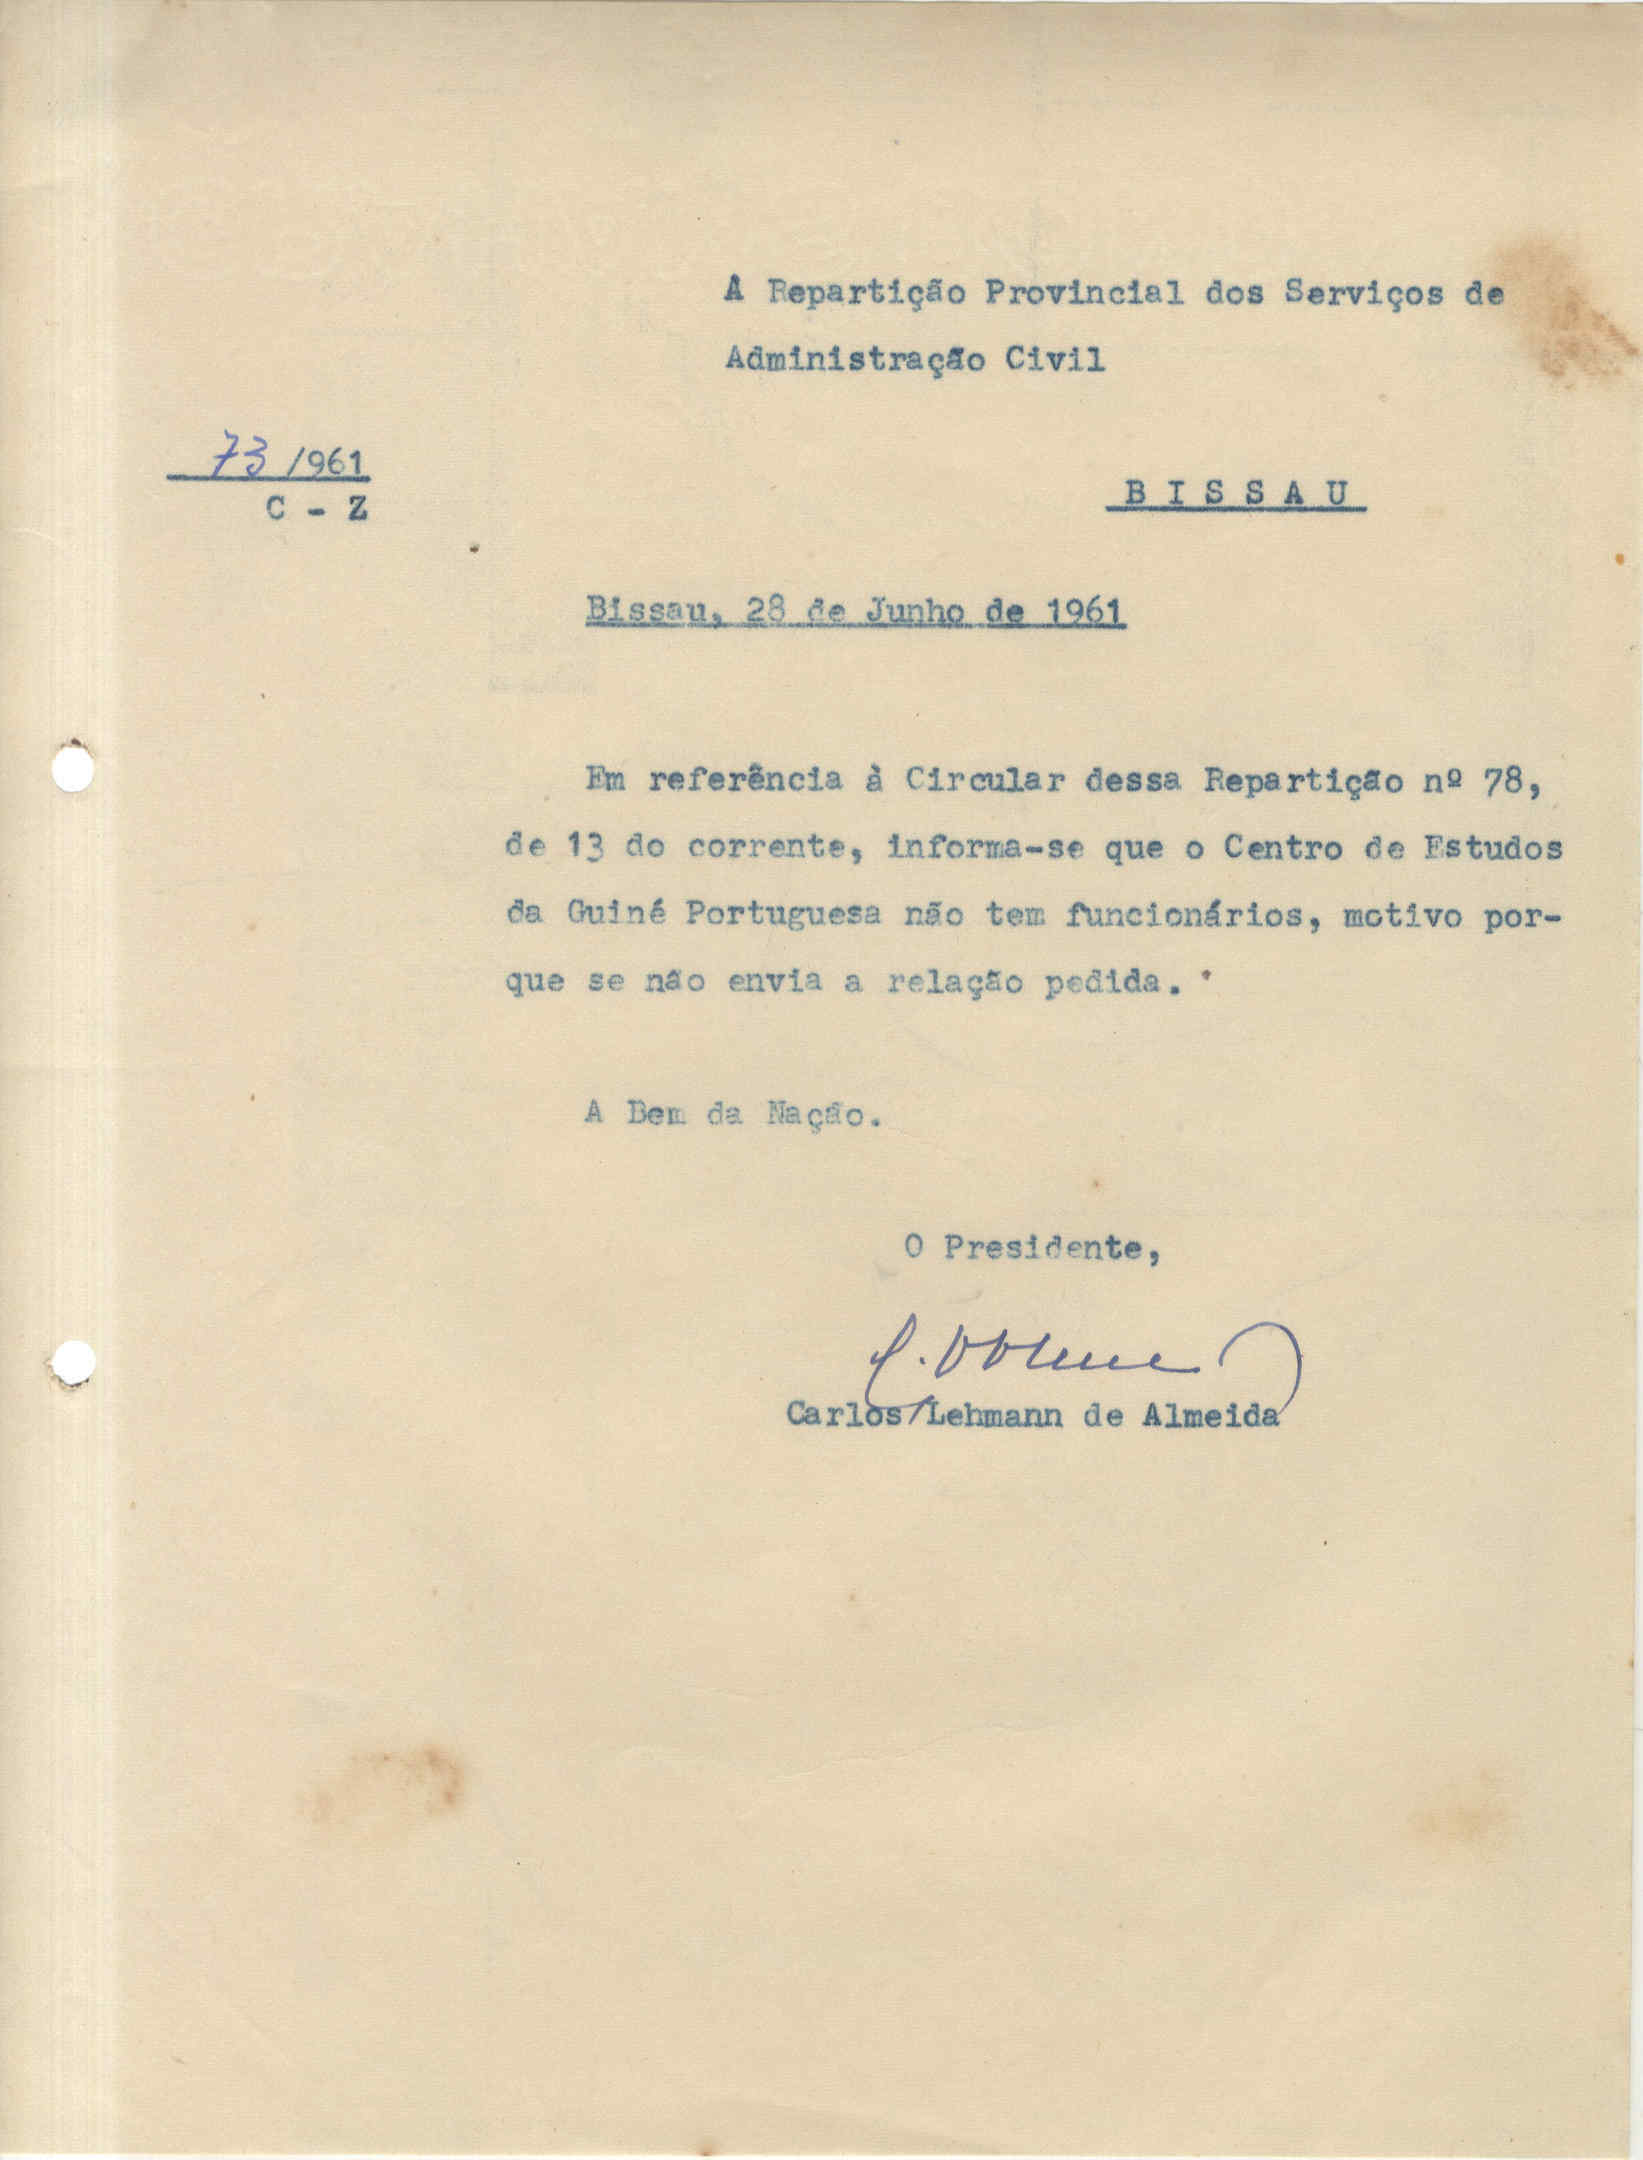 A Repartição Provincial dos Serviços de
Administração Civil
73/961
C - Z
B I S S A U
Bissau, 28 de Junho de 1961
Em referência à Circular dessa Repartição nº 78,
de 13 do corrente, informa-se que o Centro de Estudos
da Guiné Portuguesa não tem funcionários, motivo por-
que se não envia a relação pedida.
A Bem da Nação.
O Presidente,
Carlos Lehmann de Almeida